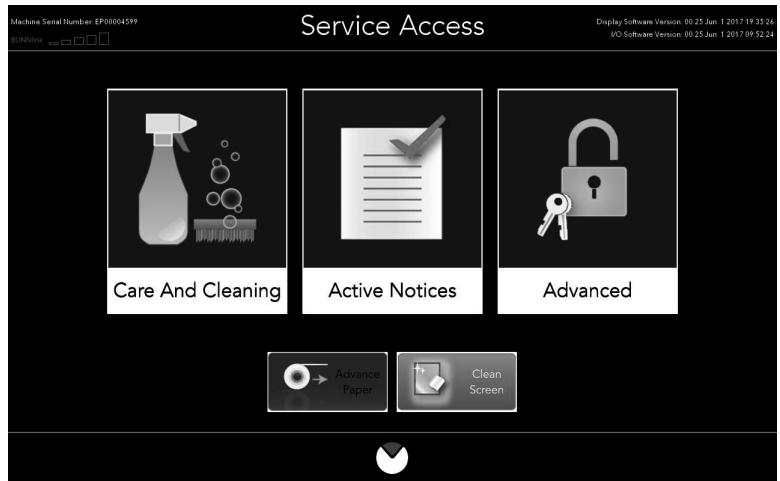 Machine Serial Number: EP00004599
Service Access
Display Software Version: 00.25 Jun 1 2017 19:35:26
BUNNlink
I/O Software Version: 00.25 Jun 1 2017 09:52:24
Care And Cleaning
Active Notices
Advanced
Advance
Paper
Clean
Screen